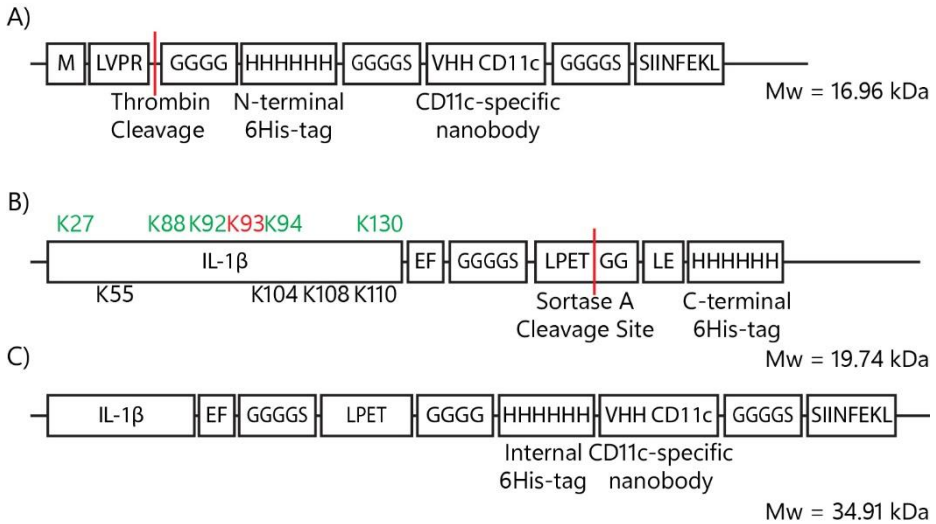 A)
M LVPR GGGG HHHHHH GGGGS VHH CD11c GGGGS SIINFEKL
Thrombin N-terminal CD11c-specific
Cleavage 6His-tag nanobody
Mw = 16.96 kDa
B)
K27 K88 K92 K93 K94 K130
IL-1β EF GGGGS LPET GG LE HHHHHH
K55 K104 K108 K110
Sortase A C-terminal
Cleavage Site 6His-tag
Mw = 19.74 kDa
C)
IL-1β EF GGGGS LPET GGGG HHHHHH VHH CD11c GGGGS SIINFEKL
Internal CD11c-specific
6His-tag nanobody
Mw = 34.91 kDa